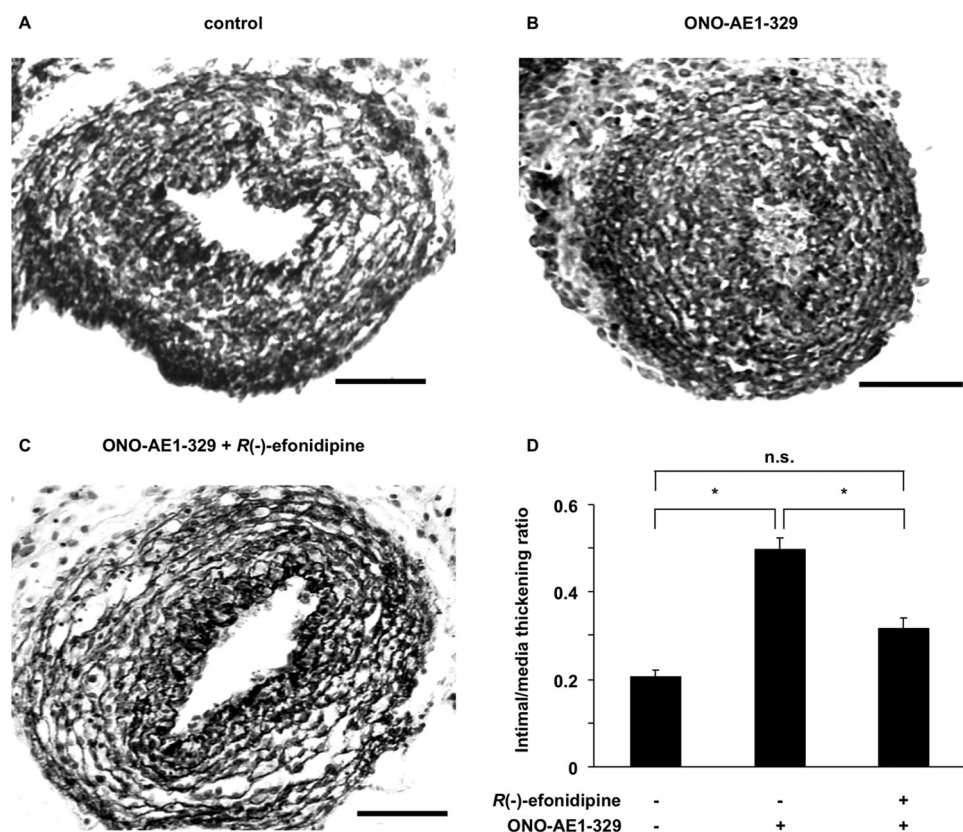 A control
B ONO-AE1-329
C ONO-AE1-329 + R(-)-efonidipine
D
n.s.
* *
Intimal/media thickening ratio
0.6
0.4
0.2
0
R(-)-efonidipine - - +
ONO-AE1-329 - + +